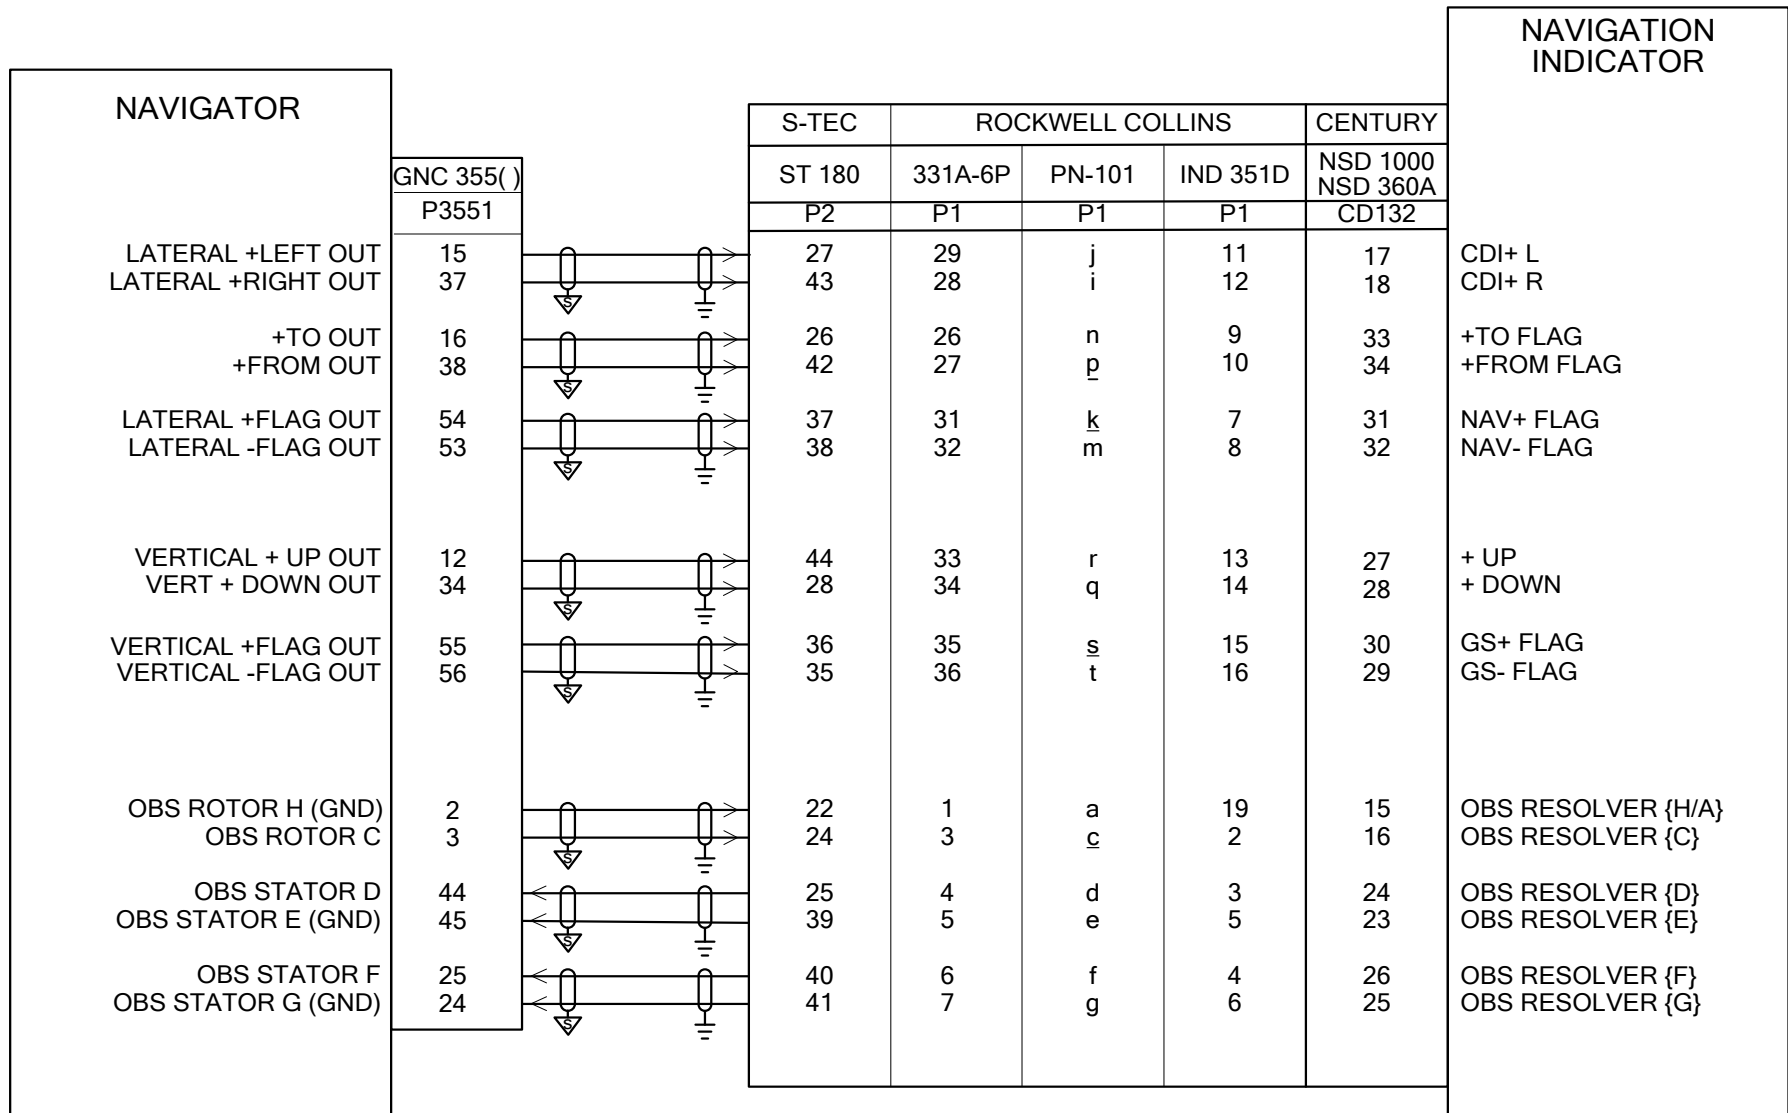 NAVIGATION
INDICATOR
NAVIGATOR
S-TEC ROCKWELL COLLINS CENTURY
GNC 355( ) ST 180 331A-6P PN-101 IND 351D NSD 1000
NSD 360A
P3551 P2 P1 P1 P1 CD132
LATERAL +LEFT OUT 15 27 29 j 11 17 CDI+ L
LATERAL +RIGHT OUT 37 S 43 28 i 12 18 CDI+ R
+TO OUT 16 26 26 n 9 33 +TO FLAG
+FROM OUT 38 S 42 27 p 10 34 +FROM FLAG
LATERAL +FLAG OUT 54 37 31 k 7 31 NAV+ FLAG
LATERAL -FLAG OUT 53 S 38 32 m 8 32 NAV- FLAG
VERTICAL + UP OUT 12 44 33 r 13 27 + UP
VERT + DOWN OUT 34 S 28 34 q 14 28 + DOWN
VERTICAL +FLAG OUT 55 36 35 s 15 30 GS+ FLAG
VERTICAL -FLAG OUT 56 S 35 36 t 16 29 GS- FLAG
OBS ROTOR H (GND) 2 22 1 a 19 15 OBS RESOLVER {H/A}
OBS ROTOR C 3 S 24 3 c 2 16 OBS RESOLVER {C}
OBS STATOR D 44 25 4 d 3 24 OBS RESOLVER {D}
OBS STATOR E (GND) 45 S 39 5 e 5 23 OBS RESOLVER {E}
OBS STATOR F 25 40 6 f 4 26 OBS RESOLVER {F}
OBS STATOR G (GND) 24 S 41 7 g 6 25 OBS RESOLVER {G}